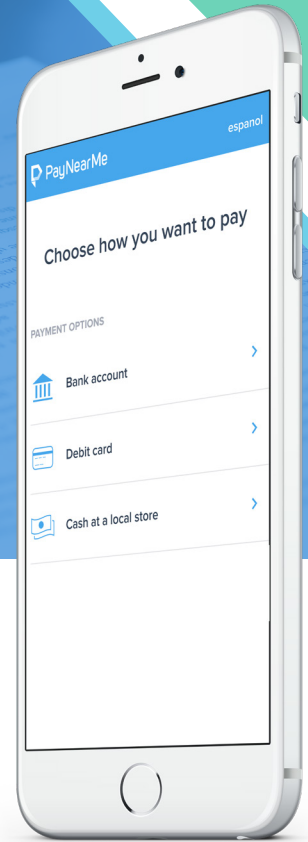 PayNearMe
espanol
Choose how you want to pay
PAYMENT OPTIONS
Bank account
Debit card
Cash at a local store